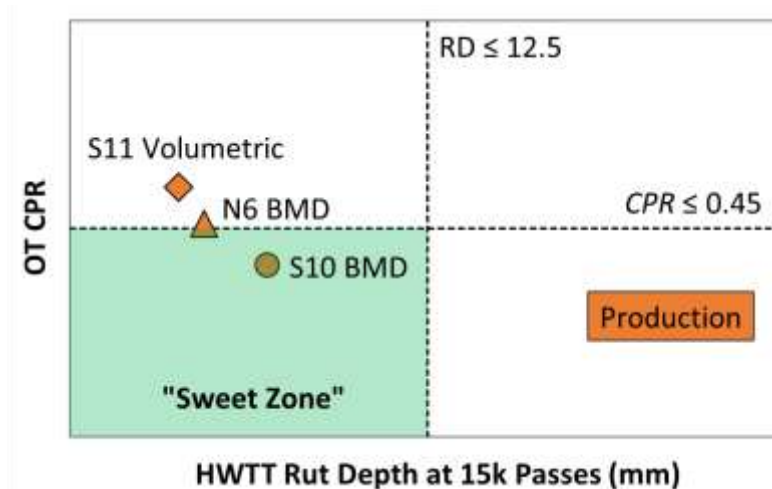 RD ≤ 12.5
S11 Volumetric
N6 BMD
CPR ≤ 0.45
OT CPR
S10 BMD
Production
"Sweet Zone"
HWTT Rut Depth at 15k Passes (mm)